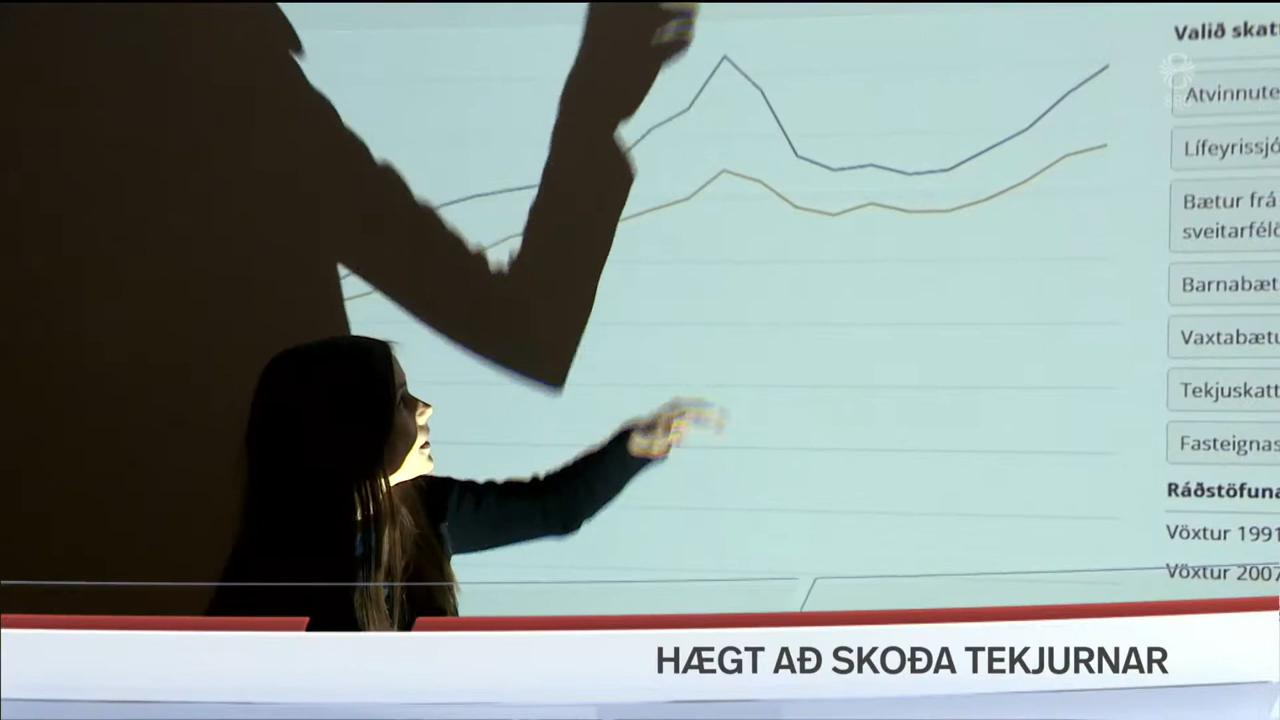 Valið
Atvinnute
Lífeyrissjó
Bætur frá
sveitarfélö
Barnabæt
Vaxtabætu
Tekjuskatt
Fasteignas
Ráðstöfuna
Vöxtur 1991
Vöxtur 2007
HÆGT AÐ SKOÐA TEKJURNAR